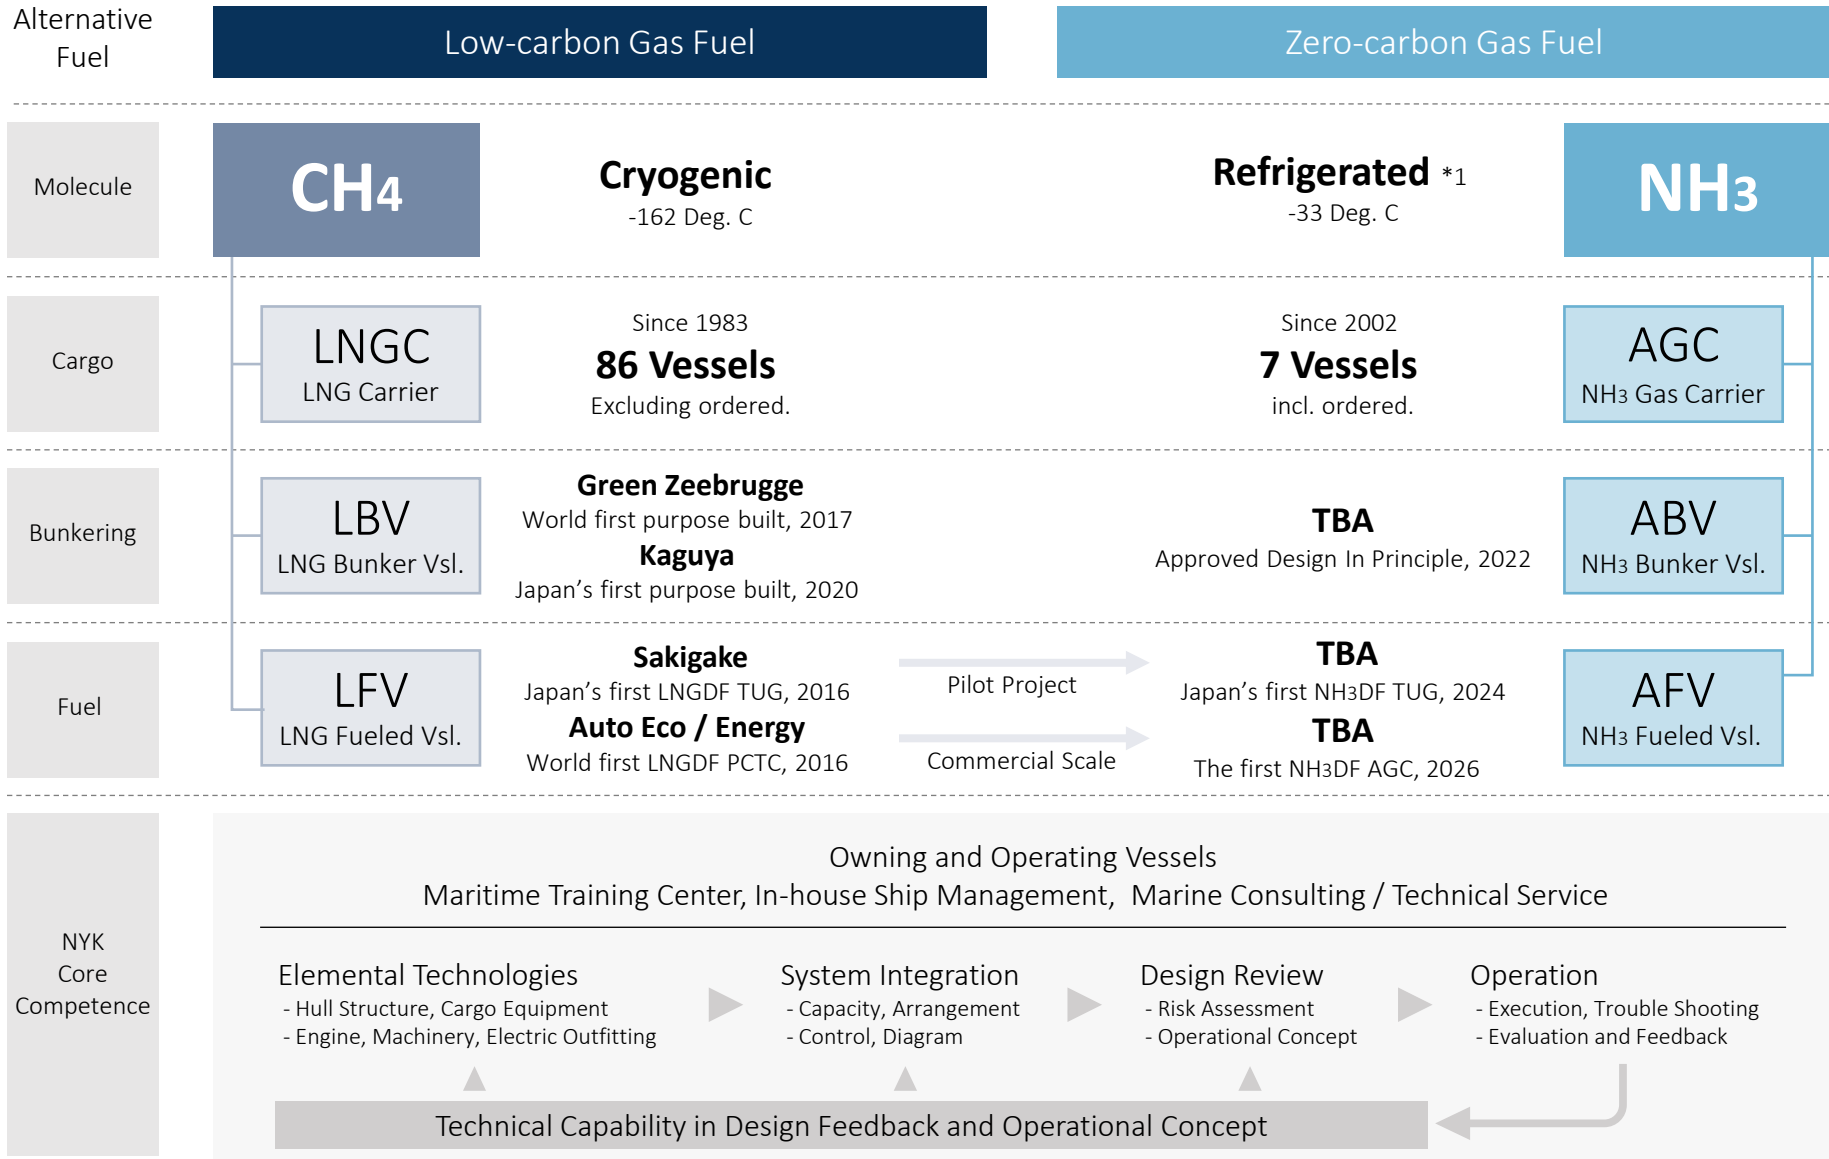 Alternative
Fuel
Low-carbon Gas Fuel
Zero-carbon Gas Fuel
Molecule
CH4
Cryogenic
-162 Deg. C
Refrigerated *1
-33 Deg. C
NH3
Cargo
LNGC
LNG Carrier
Since 1983
86 Vessels
Excluding ordered.
Since 2002
7 Vessels
incl. ordered.
AGC
NH3 Gas Carrier
Bunkering
LBV
LNG Bunker Vsl.
Green Zeebrugge
World first purpose built, 2017
Kaguya
Japan’s first purpose built, 2020
TBA
Approved Design In Principle, 2022
ABV
NH3 Bunker Vsl.
Fuel
LFV
LNG Fueled Vsl.
Sakigake
Japan’s first LNGDF TUG, 2016
Auto Eco / Energy
World first LNGDF PCTC, 2016
Pilot Project
Commercial Scale
TBA
Japan’s first NH3DF TUG, 2024
TBA
The first NH3DF AGC, 2026
AFV
NH3 Fueled Vsl.
NYK
Core
Competence
Owning and Operating Vessels
Maritime Training Center, In-house Ship Management, Marine Consulting / Technical Service
Elemental Technologies
- Hull Structure, Cargo Equipment
- Engine, Machinery, Electric Outfitting
System Integration
- Capacity, Arrangement
- Control, Diagram
Design Review
- Risk Assessment
- Operational Concept
Operation
- Execution, Trouble Shooting
- Evaluation and Feedback
Technical Capability in Design Feedback and Operational Concept